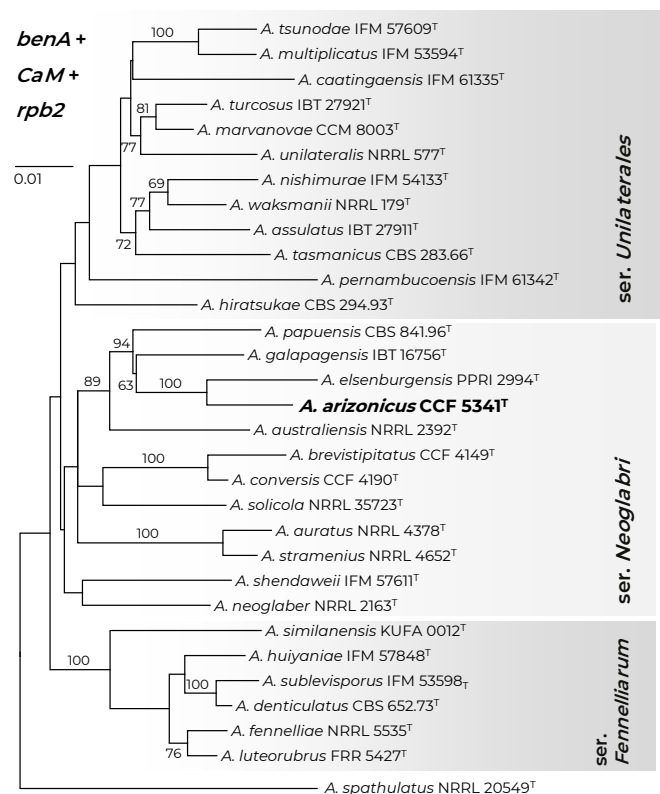 benA +
CaM +
rpb2
0.01
100
A. tsunodae IFM 57609ᵀ
A. multiplicatus IFM 53594ᵀ
A. caatingaensis IFM 61335ᵀ
81
A. turcosus IBT 27921ᵀ
A. marvanovae CCM 8003ᵀ
77
A. unilateralis NRRL 577ᵀ
69
A. nishimurae IFM 54133ᵀ
77
A. waksmanii NRRL 179ᵀ
A. assulatus IBT 27911ᵀ
72
A. tasmanicus CBS 283.66ᵀ
A. pernambucoensis IFM 61342ᵀ
A. hiratsukae CBS 294.93ᵀ
ser. Unilaterales
A. papuensis CBS 841.96ᵀ
94
A. galapagensis IBT 16756ᵀ
89
63
100
A. elsenburgensis PPRI 2994ᵀ
A. arizonicus CCF 5341ᵀ
A. australiensis NRRL 2392ᵀ
100
A. brevistipitatus CCF 4149ᵀ
A. conversis CCF 4190ᵀ
A. solicola NRRL 35723ᵀ
100
A. auratus NRRL 4378ᵀ
A. stramenius NRRL 4652ᵀ
A. shendaweii IFM 57611ᵀ
A. neoglaber NRRL 2163ᵀ
ser. Neoglabri
A. similanensis KUFA 0012ᵀ
100
A. huiyaniae IFM 57848ᵀ
100
A. sublevisporus IFM 53598ᴛ
A. denticulatus CBS 652.73ᵀ
A. fennelliae NRRL 5535ᵀ
76
A. luteorubrus FRR 5427ᵀ
ser.
Fennelliarum
A. spathulatus NRRL 20549ᵀ